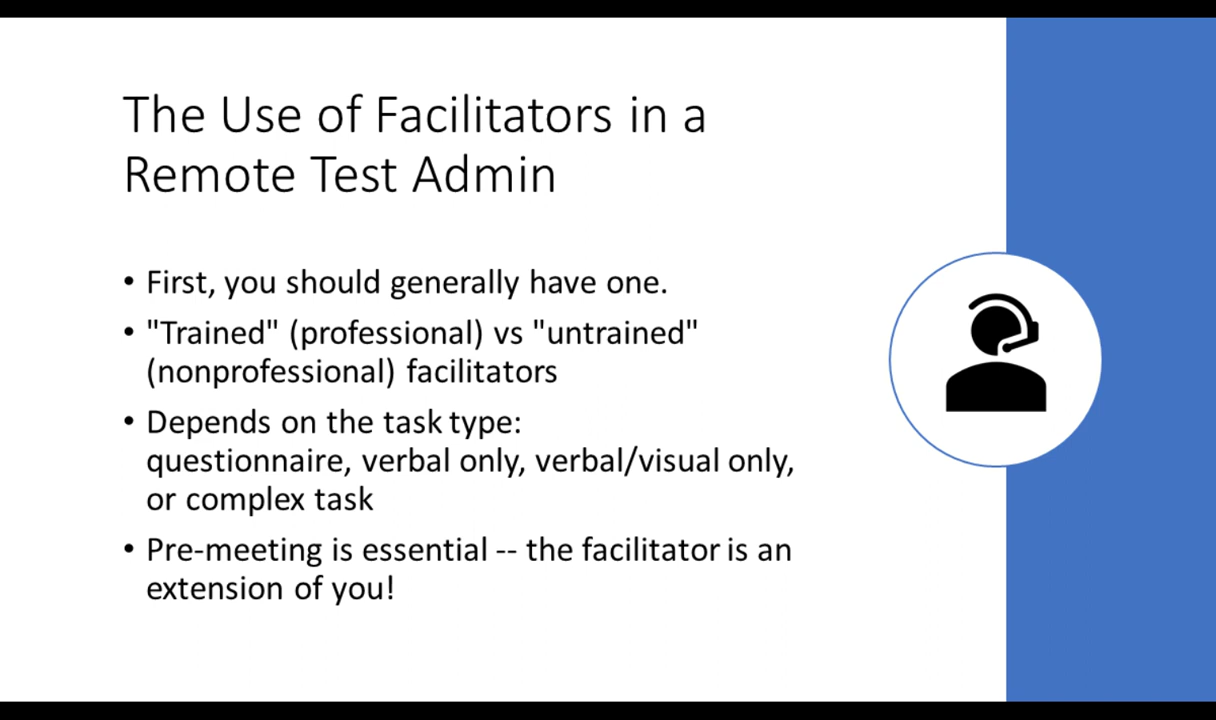 The Use of Facilitators in a
Remote Test Admin
• First, you should generally have one.
• "Trained" (professional) vs "untrained"
(nonprofessional) facilitators
• Depends on the task type:
questionnaire, verbal only, verbal/visual only,
or complex task
• Pre-meeting is essential -- the facilitator is an
extension of you!